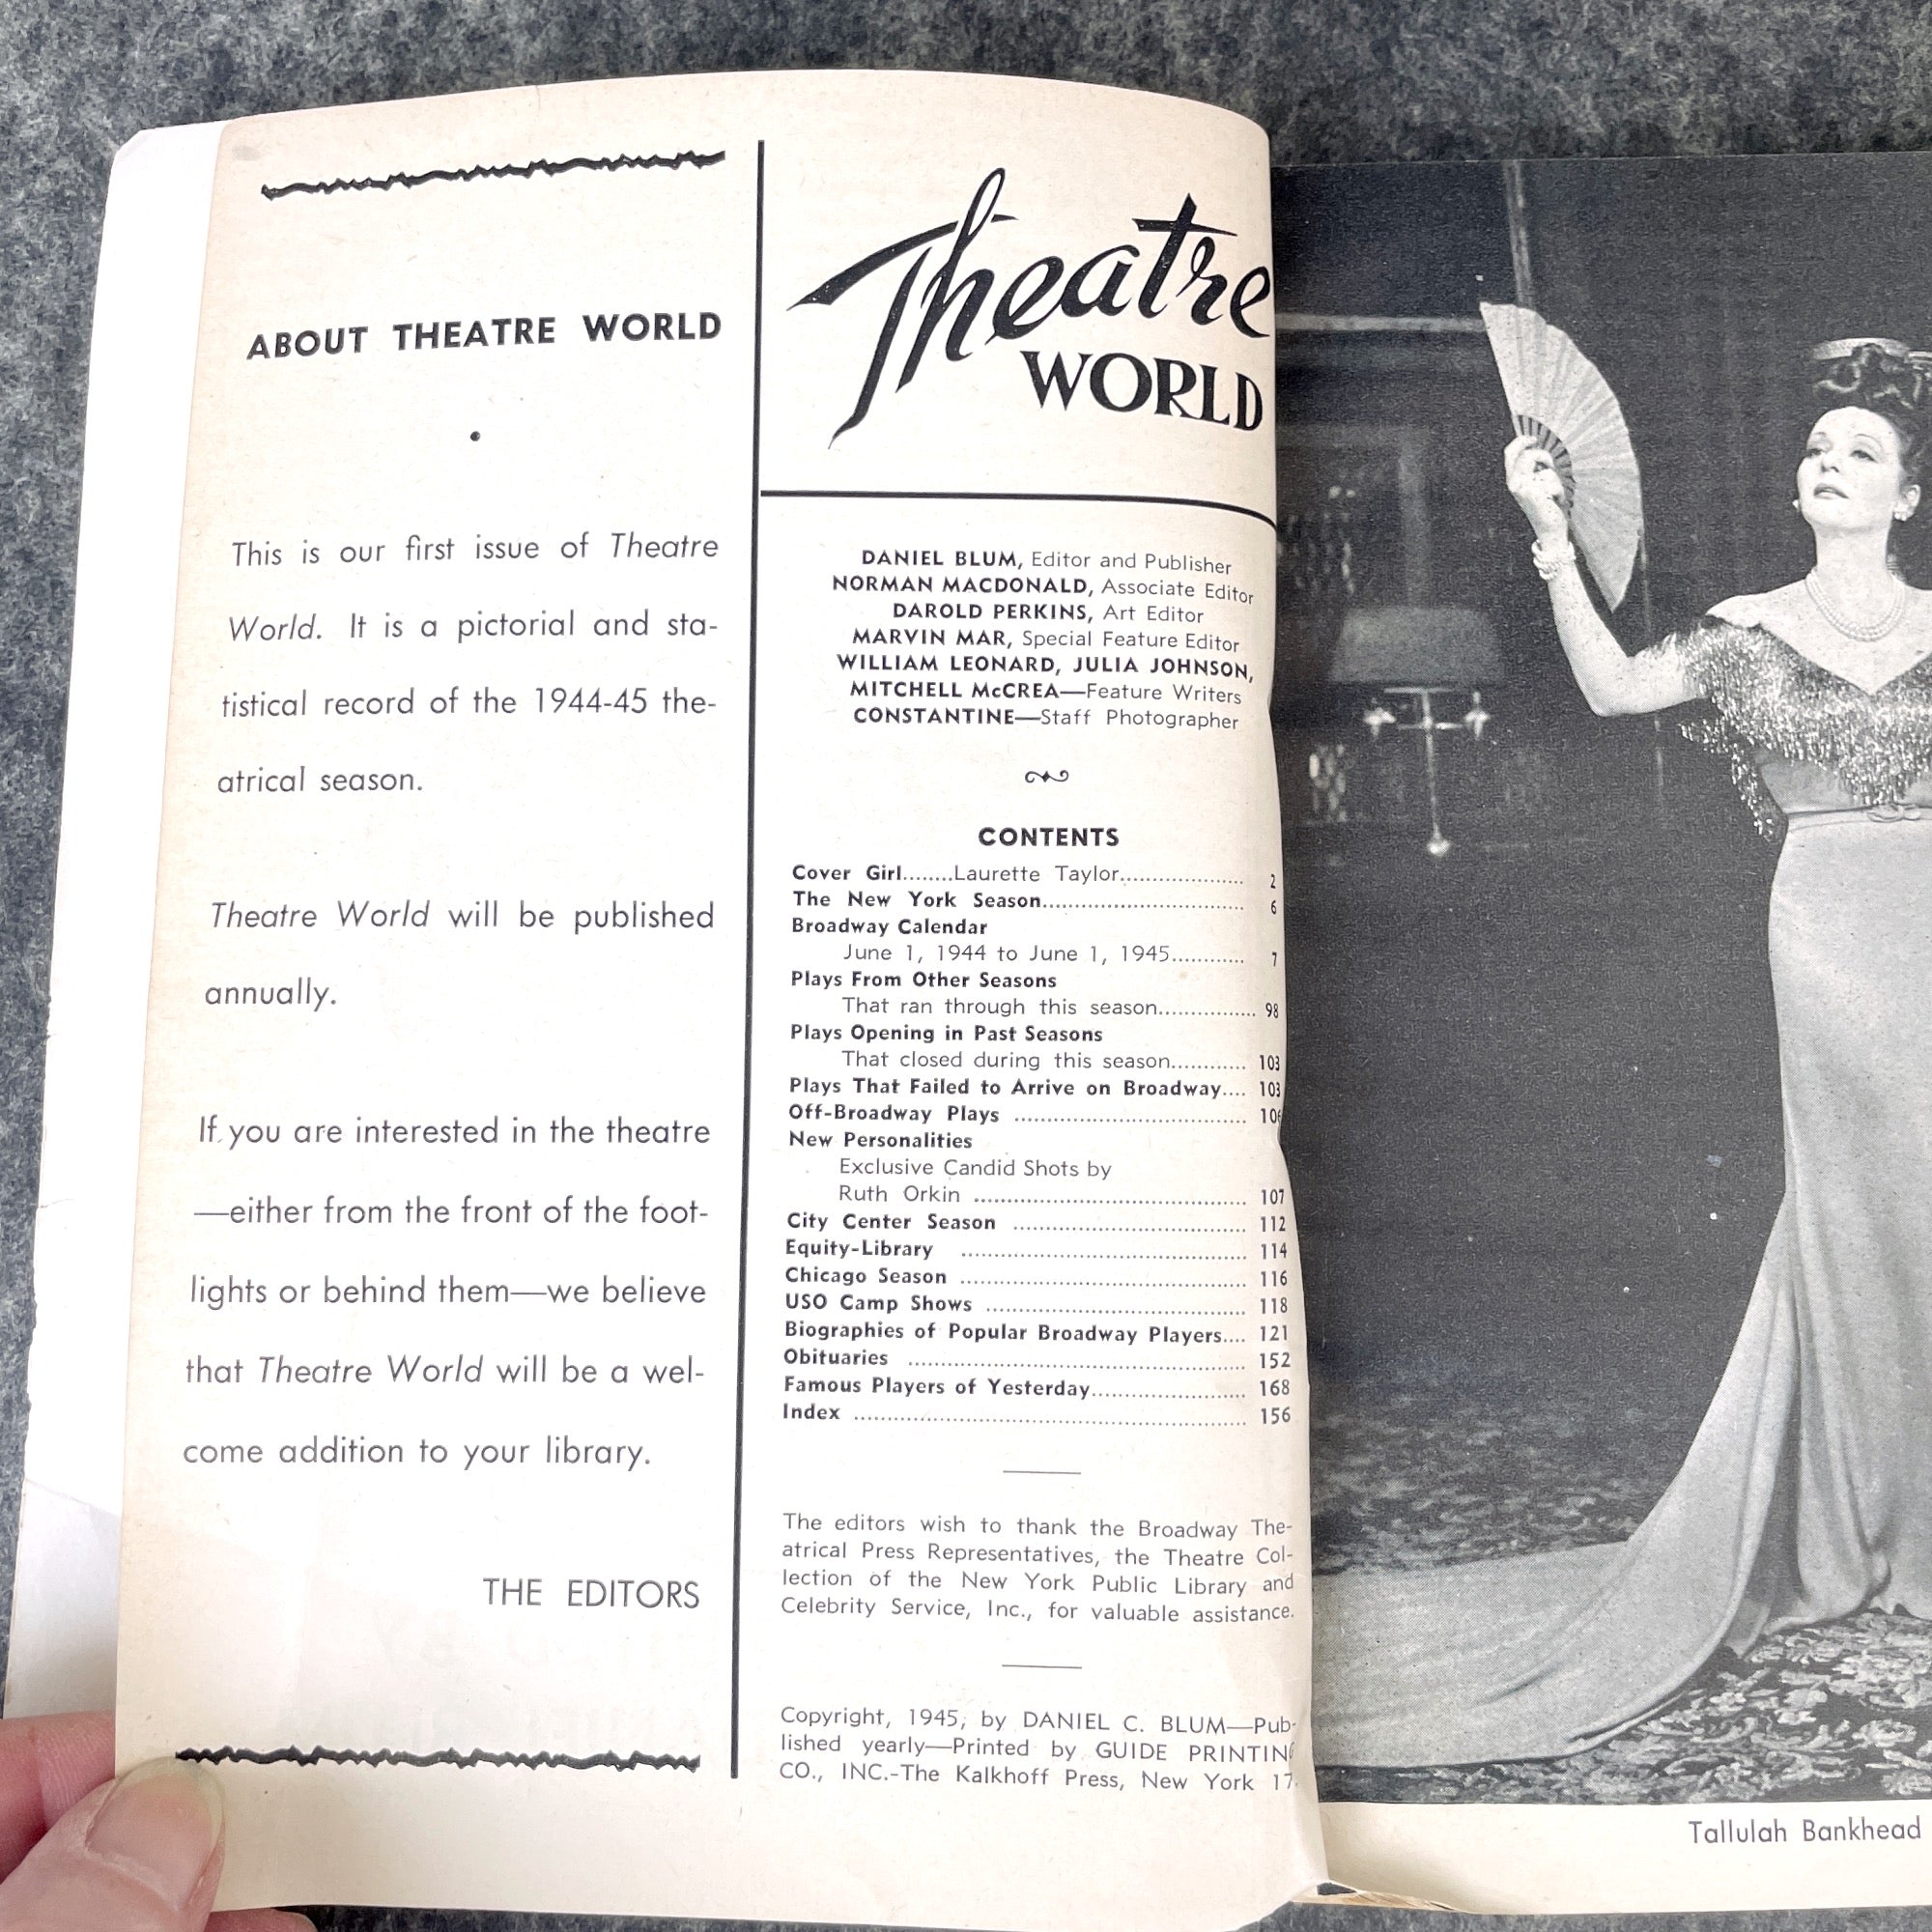 ABOUT THEATRE WORLD
This is our first issue of Theatre
World. It is a pictorial and sta-
tistical record of the 1944-45 the-
atrical season.
Theatre World will be published
annually.
If you are interested in the theatre
—either from the front of the foot-
lights or behind them—we believe
that Theatre World will be a wel-
come addition to your library.
THE EDITORS
Theatre
WORLD
DANIEL BLUM, Editor and Publisher
NORMAN MACDONALD, Associate Editor
DAROLD PERKINS, Art Editor
MARVIN MAR, Special Feature Editor
WILLIAM LEONARD, JULIA JOHNSON,
MITCHELL McCREA—Feature Writers
CONSTANTINE—Staff Photographer
CONTENTS
Cover Girl........Laurette Taylor................... 2
The New York Season.............................. 6
Broadway Calendar
June 1, 1944 to June 1, 1945........... 7
Plays From Other Seasons
That ran through this season............... 98
Plays Opening in Past Seasons
That closed during this season............ 103
Plays That Failed to Arrive on Broadway.... 103
Off-Broadway Plays .................................. 106
New Personalities
Exclusive Candid Shots by
Ruth Orkin ........................................ 107
City Center Season .................................. 112
Equity-Library .......................................... 114
Chicago Season .......................................... 116
USO Camp Shows ...................................... 118
Biographies of Popular Broadway Players.... 121
Obituaries .................................................. 152
Famous Players of Yesterday....................... 168
Index .......................................................... 156
The editors wish to thank the Broadway The-
atrical Press Representatives, the Theatre Col-
lection of the New York Public Library and
Celebrity Service, Inc., for valuable assistance.
Copyright, 1945, by DANIEL C. BLUM—Pub-
lished yearly—Printed by GUIDE PRINTING
CO., INC.-The Kalkhoff Press, New York 17.
Tallulah Bankhead